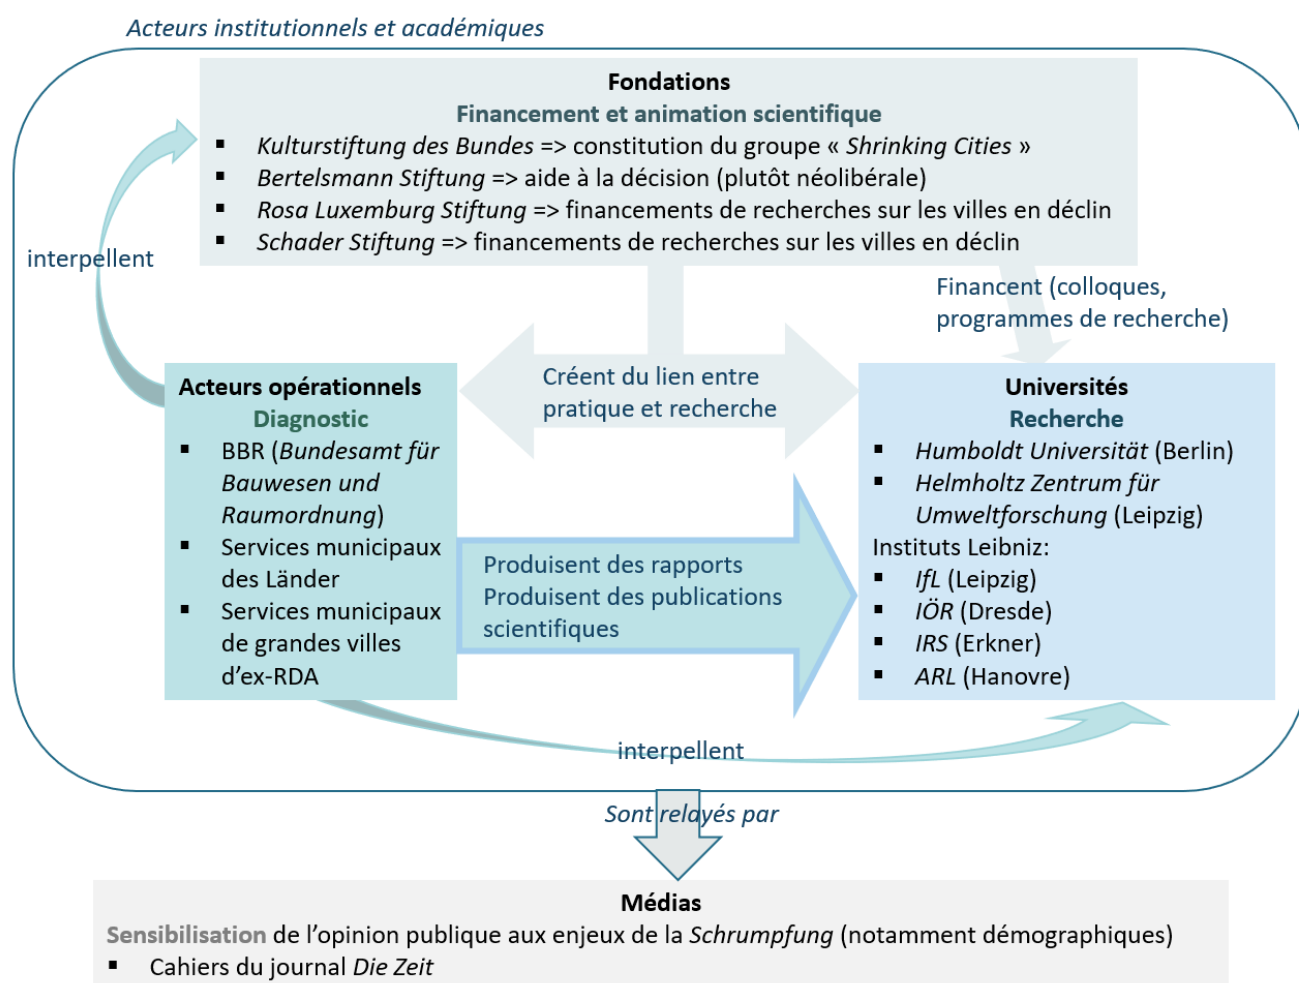 Acteurs institutionnels et académiques
Fondations
Financement et animation scientifique
▪ Kulturstiftung des Bundes => constitution du groupe « Shrinking Cities »
▪ Bertelsmann Stiftung => aide à la décision (plutôt néolibérale)
▪ Rosa Luxemburg Stiftung => financements de recherches sur les villes en déclin
▪ Schader Stiftung => financements de recherches sur les villes en déclin
interpellent
Financent (colloques,
programmes de recherche)
Créent du lien entre
pratique et recherche
Acteurs opérationnels
Diagnostic
▪ BBR (Bundesamt für
Bauwesen und
Raumordnung)
▪ Services municipaux
des Länder
▪ Services municipaux
de grandes villes
d’ex-RDA
Produisent des rapports
Produisent des publications
scientifiques
Universités
Recherche
▪ Humboldt Universität (Berlin)
▪ Helmholtz Zentrum für
Umweltforschung (Leipzig)
Instituts Leibniz:
▪ IfL (Leipzig)
▪ IÖR (Dresde)
▪ IRS (Erkner)
▪ ARL (Hanovre)
interpellent
Sont relayés par
Médias
Sensibilisation de l’opinion publique aux enjeux de la Schrumpfung (notamment démographiques)
▪ Cahiers du journal Die Zeit